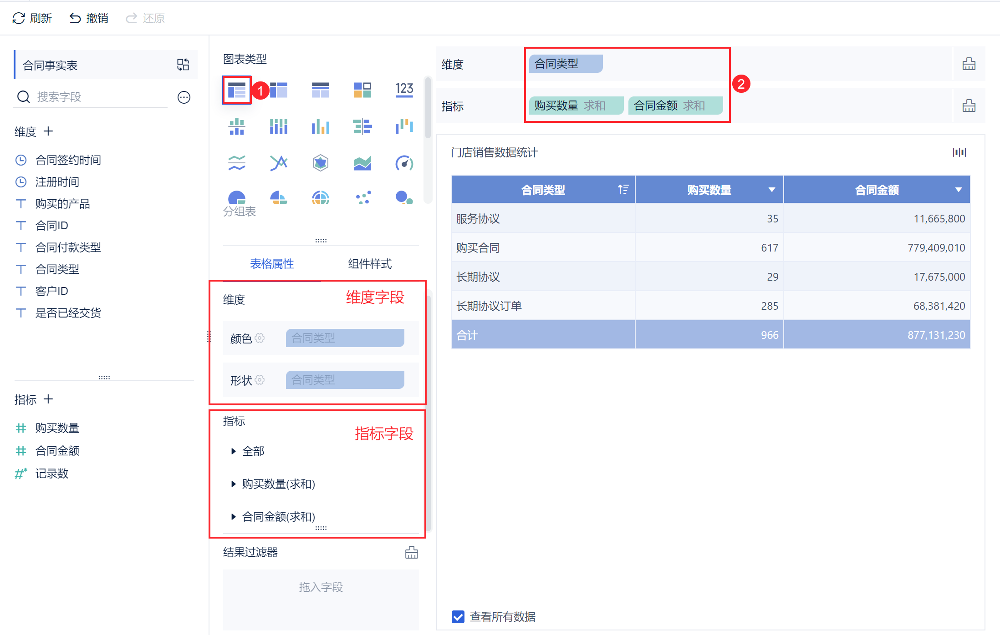 刷新 撤销 还原
合同事实表
搜索字段
维度
合同签约时间
注册时间
购买的产品
合同ID
合同付款类型
合同类型
客户ID
是否已经交货
指标
购买数量
合同金额
记录数
图表类型
1
123
分组表
表格属性 组件样式
维度 维度字段
颜色 合同类型
形状 合同类型
指标 指标字段
全部
购买数量(求和)
合同金额(求和)
结果过滤器
拖入字段
维度 合同类型
2
指标 购买数量 求和 合同金额 求和
门店销售数据统计
合同类型 购买数量 合同金额
服务协议 35 11,665,800
购买合同 617 779,409,010
长期协议 29 17,675,000
长期协议订单 285 68,381,420
合计 966 877,131,230
查看所有数据